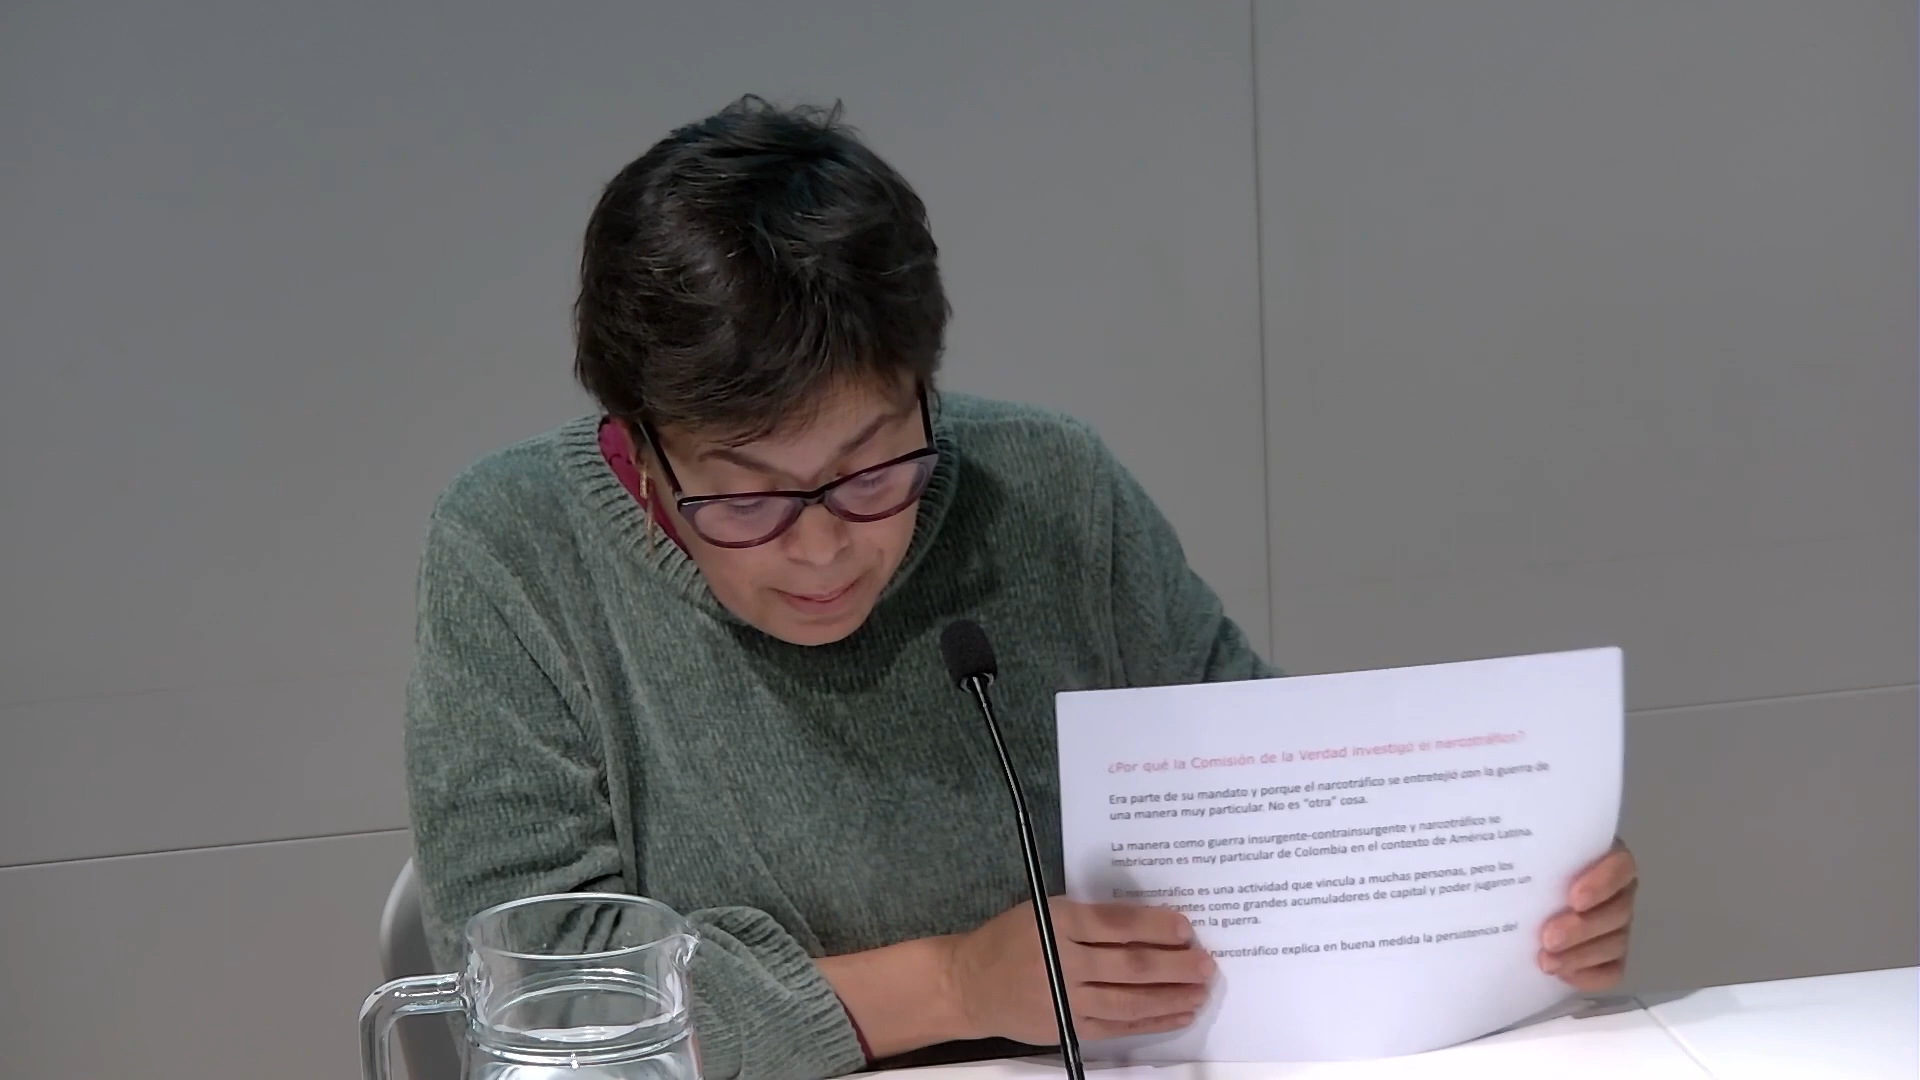 ¿Por qué la Comisión de la Verdad investigó el narcotráfico?
Era parte de su mandato y porque el narcotráfico se entretejió con la guerra de
una manera muy particular. No es "otra" cosa.
La manera como guerra insurgente-contrainsurgente y narcotráfico se
imbricaron es muy particular de Colombia en el contexto de América Latina.
El narcotráfico es una actividad que vincula a muchas personas, pero los
como grandes acumuladores de capital y poder jugaron un
en la guerra.
narcotráfico explica en buena medida la persistencia del